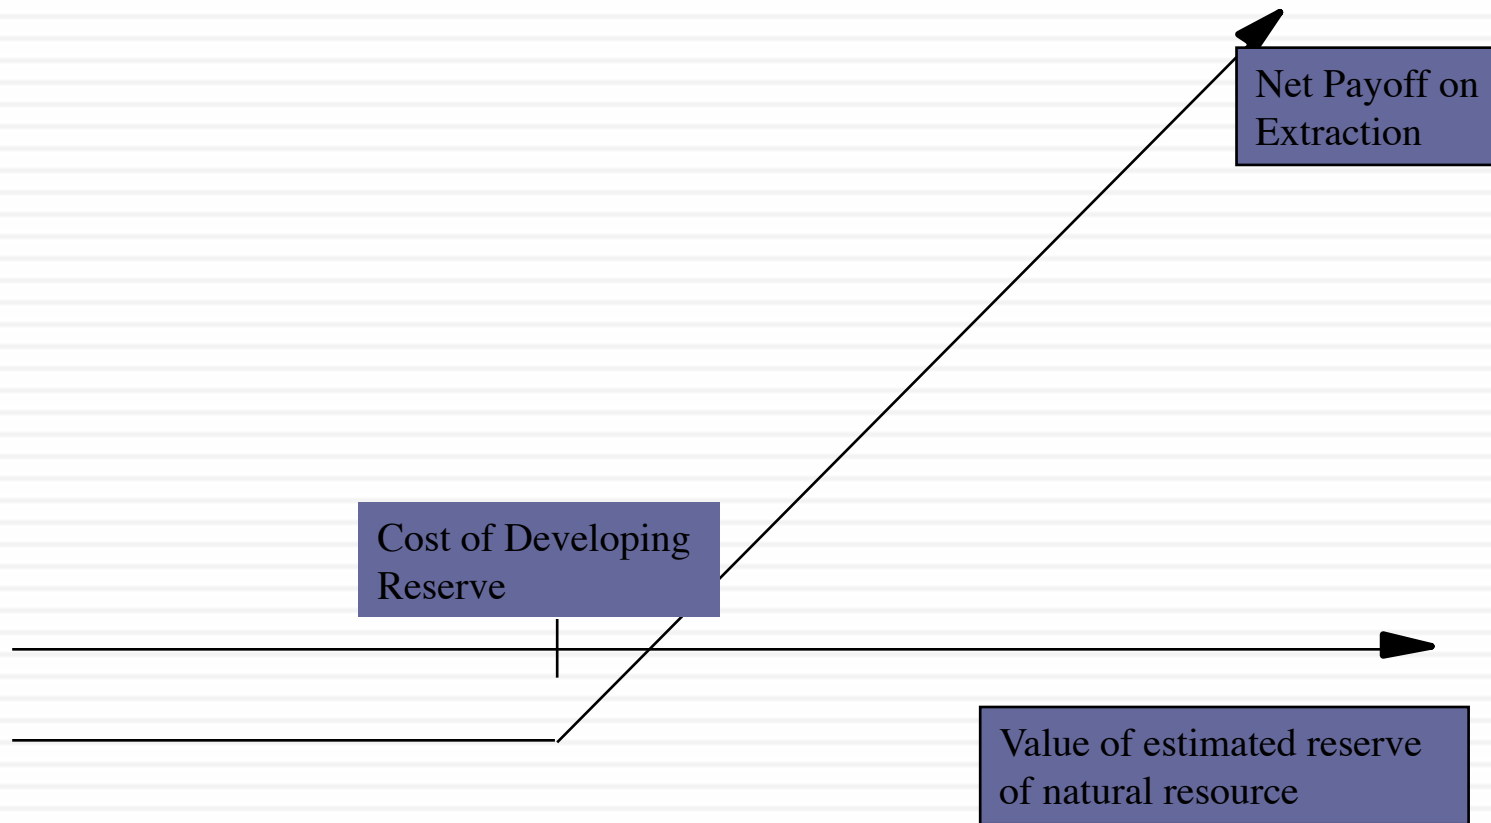 Net Payoff on
Extraction
Cost of Developing
Reserve
Value of estimated reserve
of natural resource